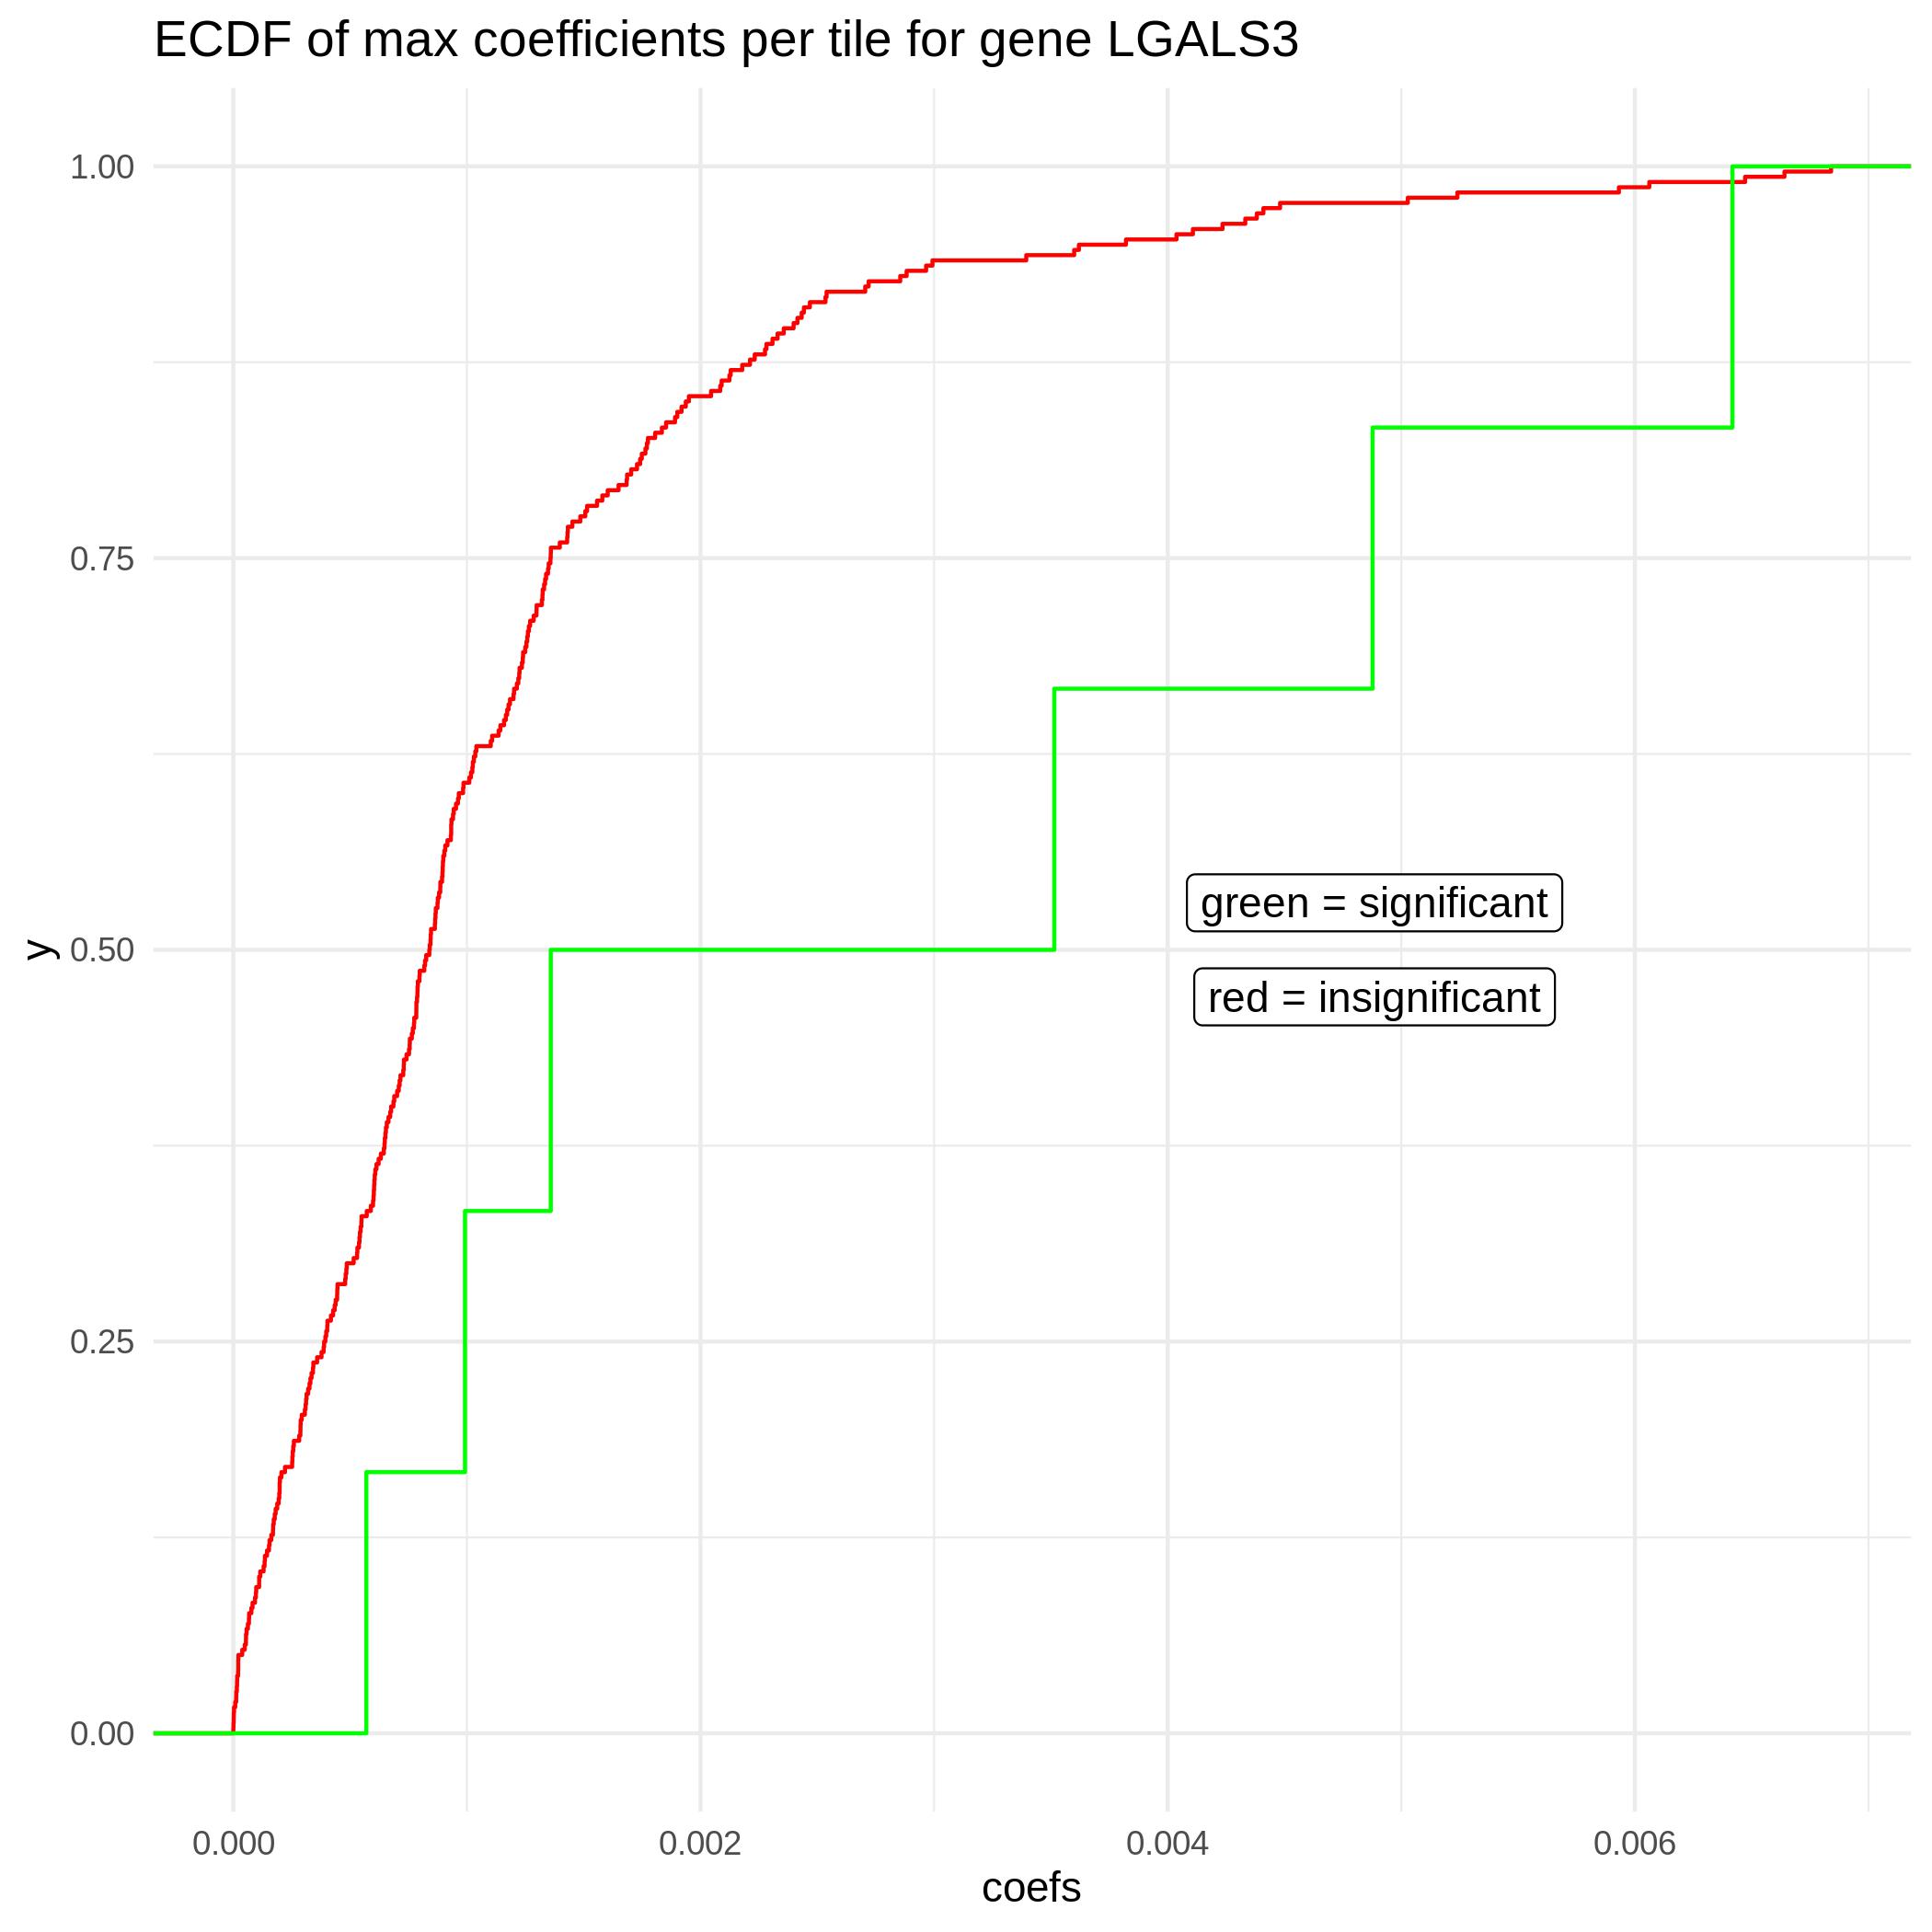 ECDF of max coefficients per tile for gene LGALS3
1.00
0.75
0.50
0.25
0.00
y
green = significant
red = insignificant
0.000 0.002 0.004 0.006
coefs